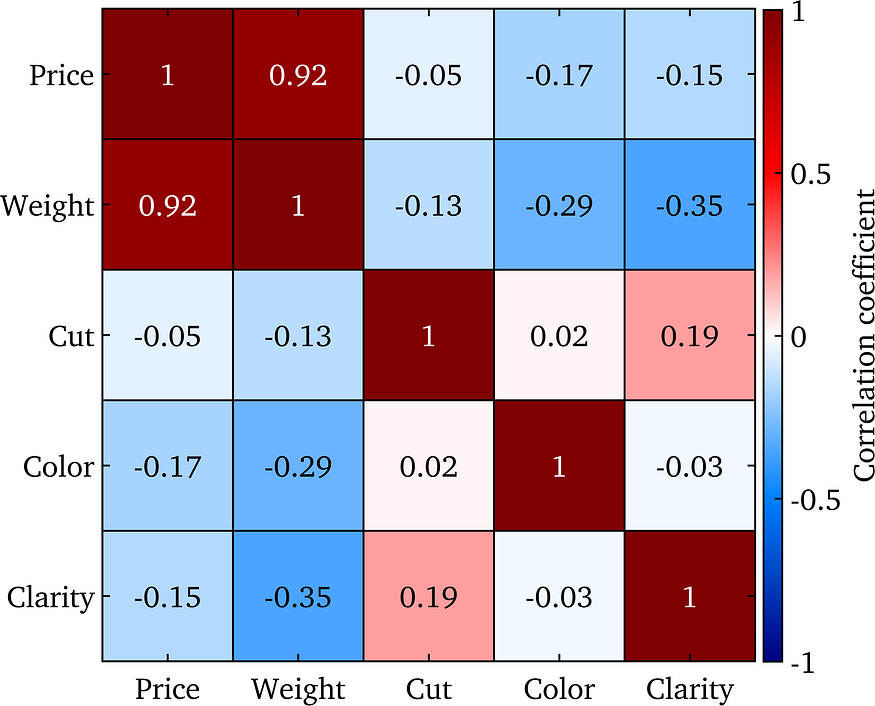 Price 1 0.92 -0.05 -0.17 -0.15
Weight 0.92 1 -0.13 -0.29 -0.35
Cut -0.05 -0.13 1 0.02 0.19
Color -0.17 -0.29 0.02 1 -0.03
Clarity -0.15 -0.35 0.19 -0.03 1
Price Weight Cut Color Clarity
1
0.5
0
-0.5
-1
Correlation coefficient